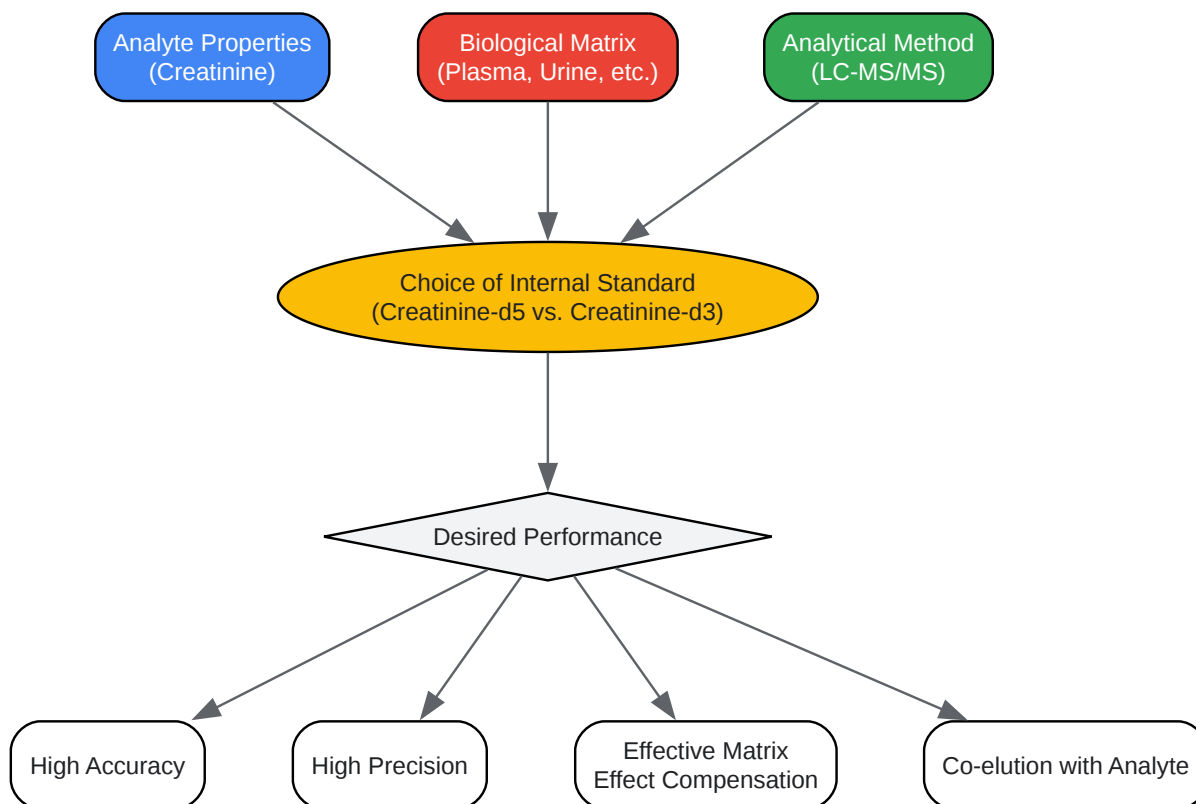 Analyte Properties
(Creatinine)
Biological Matrix
(Plasma, Urine, etc.)
Analytical Method
(LC-MS/MS)
Choice of Internal Standard
(Creatinine-d5 vs. Creatinine-d3)
Desired Performance
High Accuracy
High Precision
Effective Matrix
Effect Compensation
Co-elution with Analyte